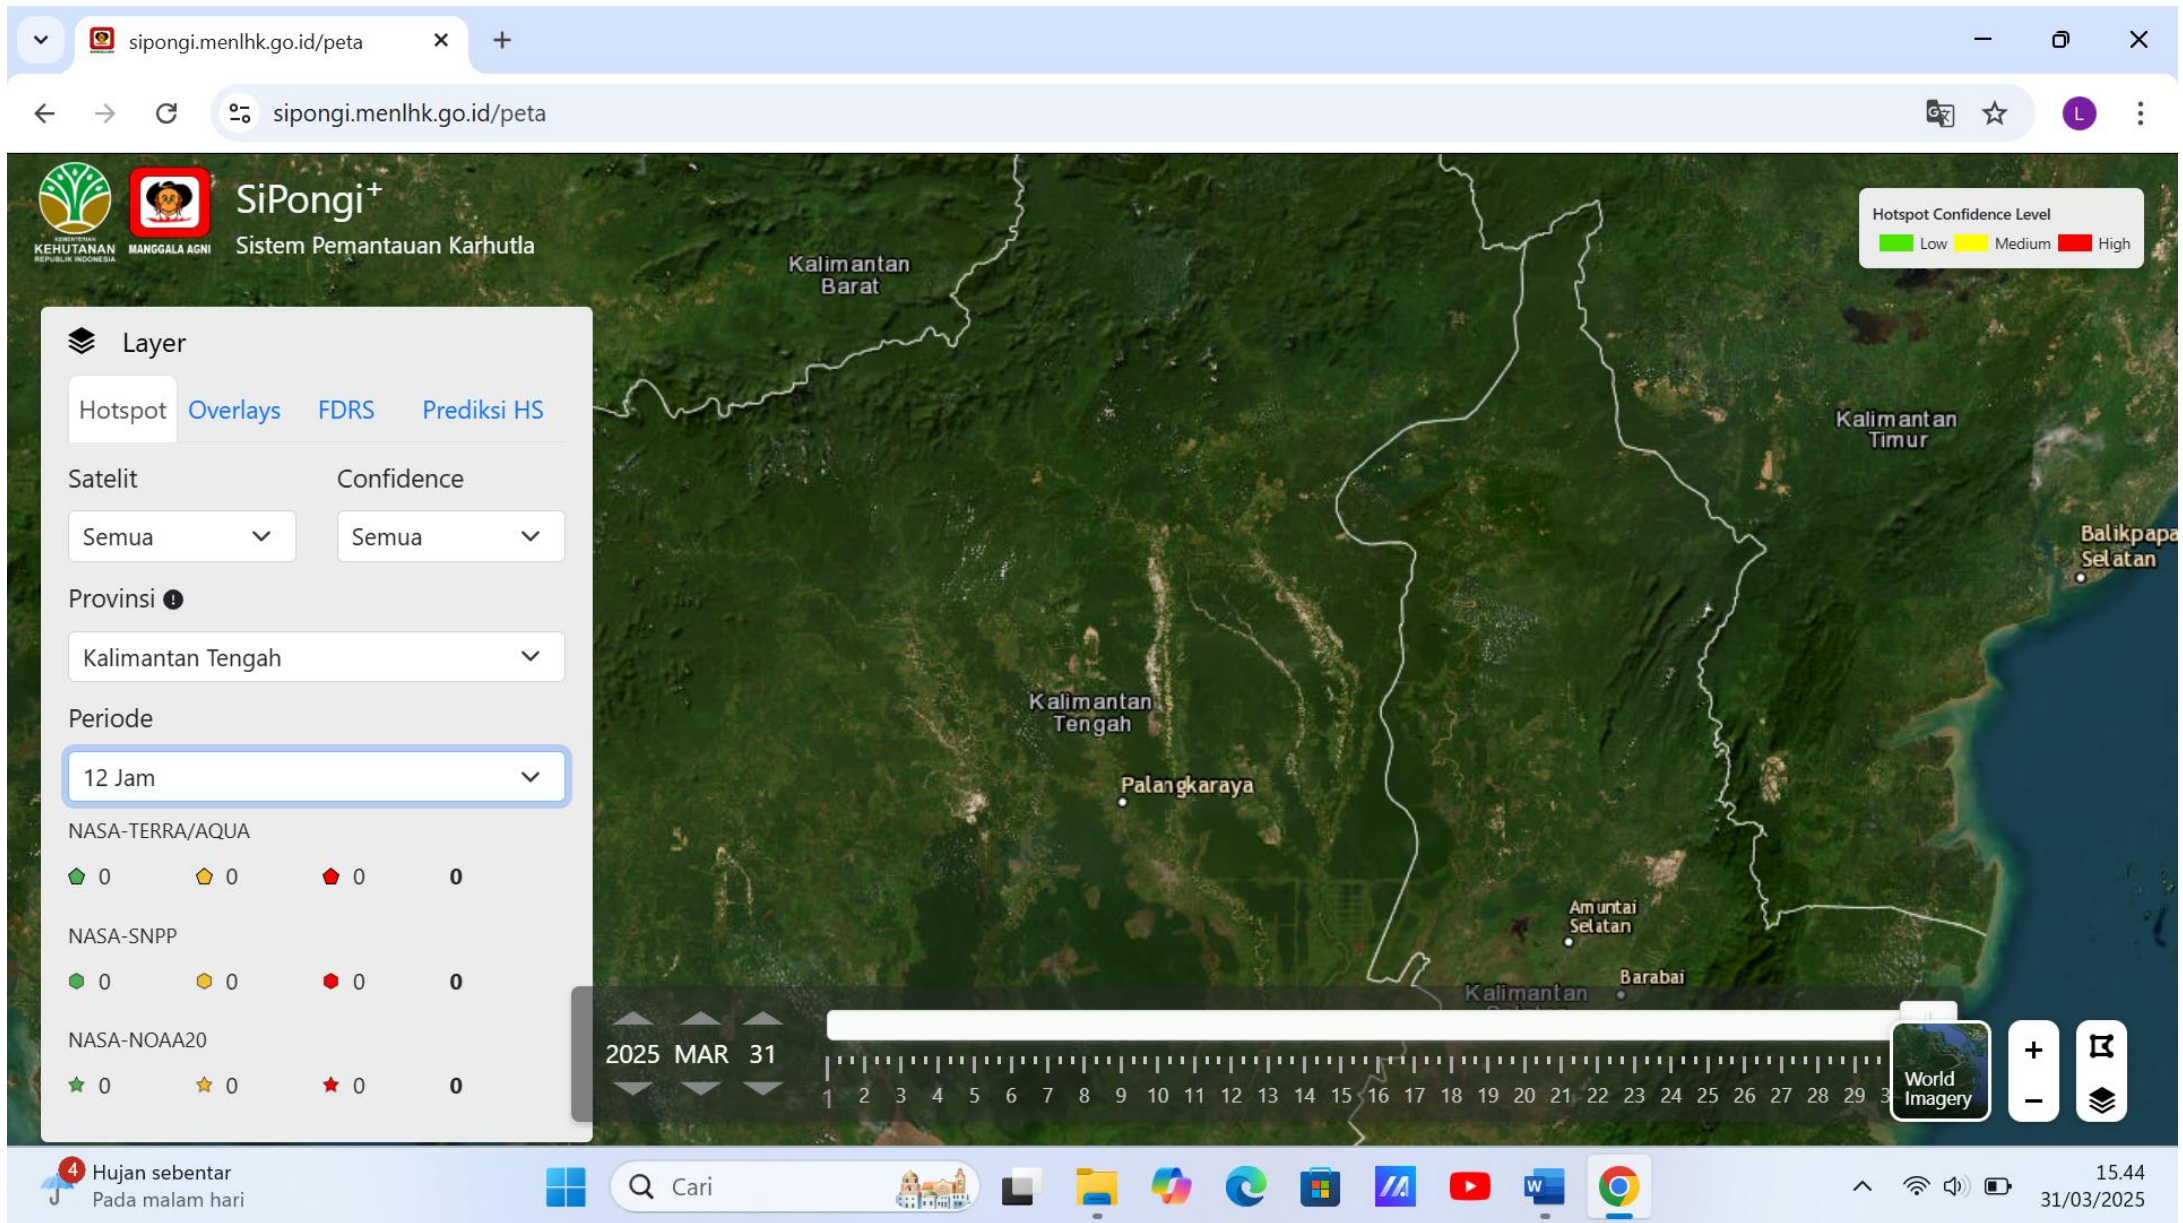 sipongi.menlhk.go.id/peta
sipongi.menlhk.go.id/peta
L
KEMENTERIAN
KEHUTANAN
REPUBLIK INDONESIA
MANGGALA AGNI
SiPongi+
Sistem Pemantauan Karhutla
Hotspot Confidence Level
Low Medium High
Layer
Hotspot Overlays FDRS Prediksi HS
Satelit Confidence
Semua Semua
Provinsi
Kalimantan Tengah
Periode
12 Jam
NASA-TERRA/AQUA
0 0 0 0
NASA-SNPP
0 0 0 0
NASA-NOAA20
0 0 0 0
Kalimantan
Barat
Kalimantan
Timur
Balikpapa
Selatan
Kalimantan
Tengah
Palangkaraya
Amuntai
Selatan
Barabai
Kalimantan
2025 MAR 31
1 2 3 4 5 6 7 8 9 10 11 12 13 14 15 16 17 18 19 20 21 22 23 24 25 26 27 28 29 3
World
Imagery
+
−
4
Hujan sebentar
Pada malam hari
Cari
15.44
31/03/2025